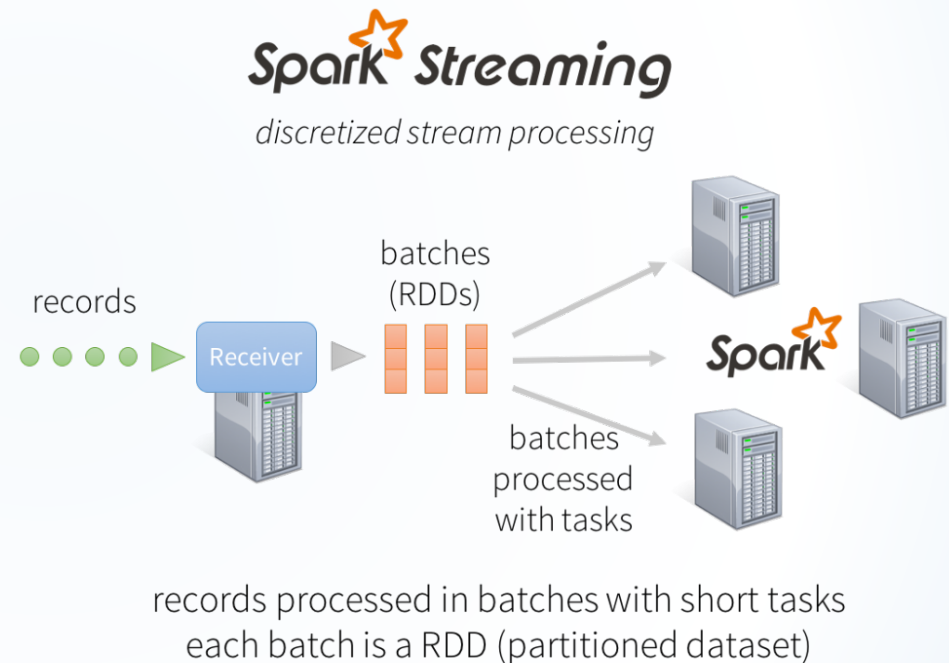 Spark Streaming
discretized stream processing
records
Receiver
batches
(RDDs)
Spark
batches
processed
with tasks
records processed in batches with short tasks
each batch is a RDD (partitioned dataset)